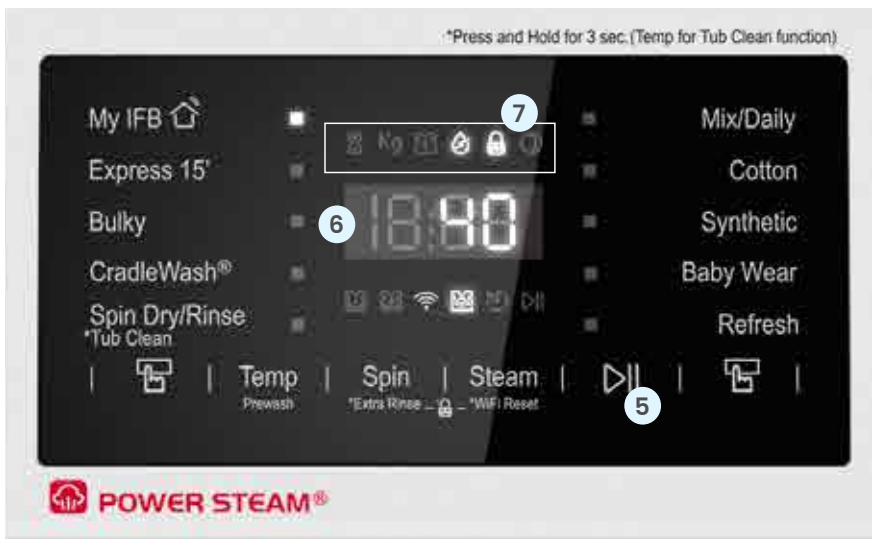 *Press and Hold for 3 sec.(Temp for Tub Clean function)
7
My IFB
Mix/Daily
Kg
Express 15'
Cotton
6
40
Bulky
Synthetic
CradleWash®
Baby Wear
Spin Dry/Rinse
*Tub Clean
Refresh
Temp
Prewash
Spin
*Extra Rinse
Steam
*WiFi Reset
5
POWER STEAM®